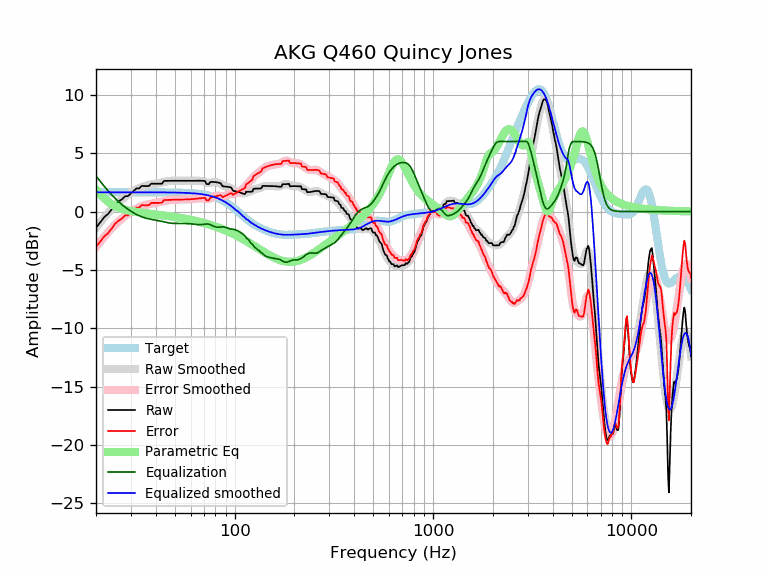 AKG Q460 Quincy Jones
Amplitude (dBr)
10
5
0
−5
−10
−15
−20
−25
Target
Raw Smoothed
Error Smoothed
Raw
Error
Parametric Eq
Equalization
Equalized smoothed
100
1000
10000
Frequency (Hz)